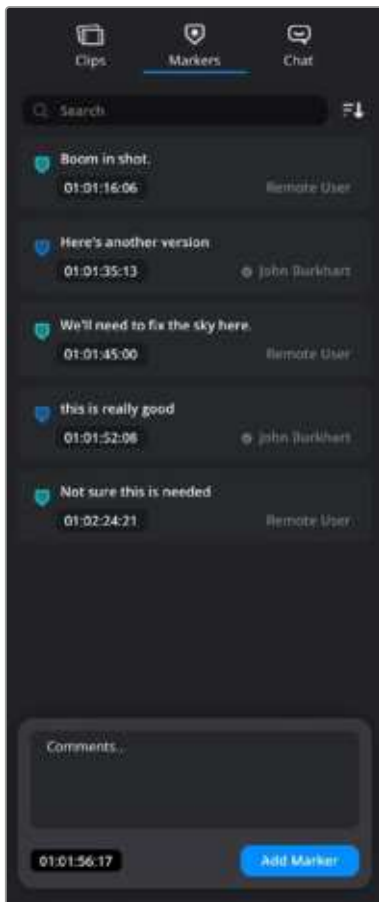 Clips Markers Chat
Search
Boom in shot.
01:01:16:06 Remote User
Here's another version
01:01:35:13 John Burkhart
We'll need to fix the sky here.
01:01:45:00 Remote User
this is really good
01:01:52:08 John Burkhart
Not sure this is needed
01:02:24:21 Remote User
Comments..
01:01:56:17 Add Marker